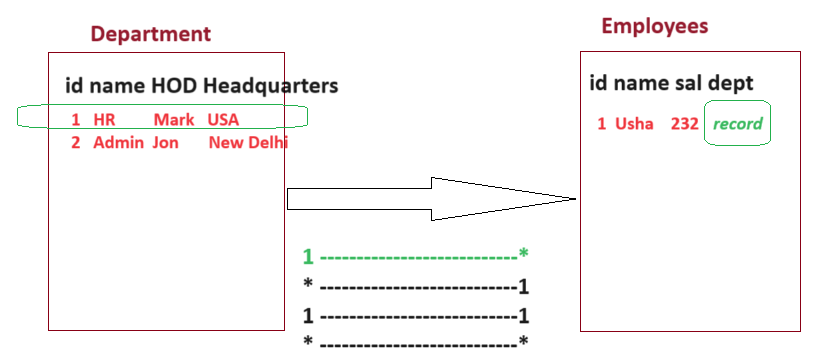 Department
id name HOD Headquarters
1 HR Mark USA
2 Admin Jon New Delhi
Employees
id name sal dept
1 Usha 232 record
1 ---------------------------*
* ---------------------------1
1 ---------------------------1
* ---------------------------*